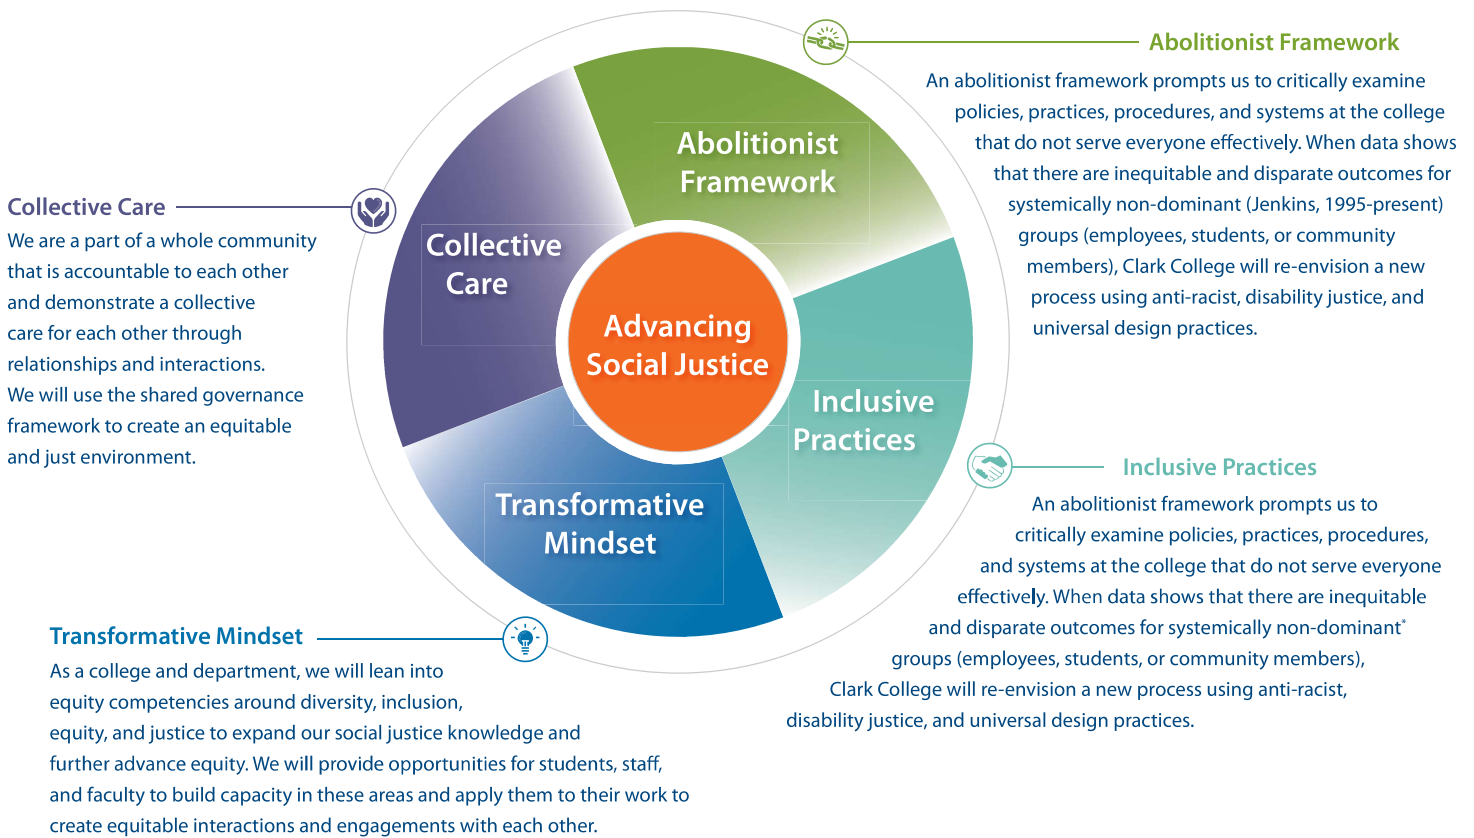 Abolitionist Framework
An abolitionist framework prompts us to critically examine
policies, practices, procedures, and systems at the college
that do not serve everyone effectively. When data shows
that there are inequitable and disparate outcomes for
systemically non-dominant (Jenkins, 1995-present)
groups (employees, students, or community
members), Clark College will re-envision a new
process using anti-racist, disability justice, and
universal design practices.
Collective Care
We are a part of a whole community
that is accountable to each other
and demonstrate a collective
care for each other through
relationships and interactions.
We will use the shared governance
framework to create an equitable
and just environment.
Abolitionist
Framework
Collective
Care
Advancing
Social Justice
Inclusive
Practices
Transformative
Mindset
Inclusive Practices
An abolitionist framework prompts us to
critically examine policies, practices, procedures,
and systems at the college that do not serve everyone
effectively. When data shows that there are inequitable
and disparate outcomes for systemically non-dominant*
groups (employees, students, or community members),
Clark College will re-envision a new process using anti-racist,
disability justice, and universal design practices.
Transformative Mindset
As a college and department, we will lean into
equity competencies around diversity, inclusion,
equity, and justice to expand our social justice knowledge and
further advance equity. We will provide opportunities for students, staff,
and faculty to build capacity in these areas and apply them to their work to
create equitable interactions and engagements with each other.